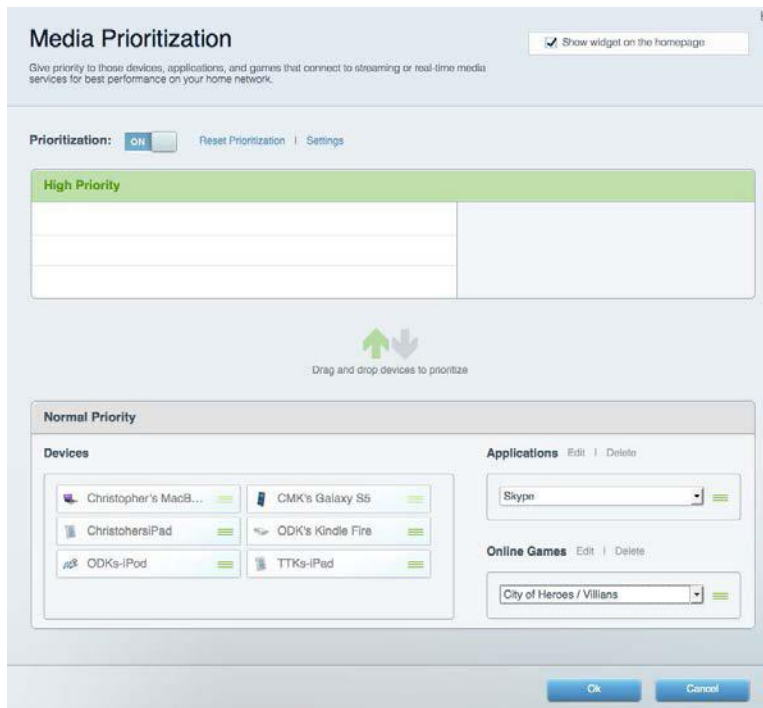 Media Prioritization
Show widget on the homepage
Give priority to those devices, applications, and games that connect to streaming or real-time media
services for best performance on your home network.
Prioritization: ON Reset Prioritization | Settings
High Priority
Drag and drop devices to prioritize
Normal Priority
Devices
Christopher's MacB...
CMK's Galaxy S5
ChristohersiPad
ODK's Kindle Fire
ODKs-iPod
TTKs-iPad
Applications Edit | Delete
Skype
Online Games Edit | Delete
City of Heroes / Villians
Ok
Cancel